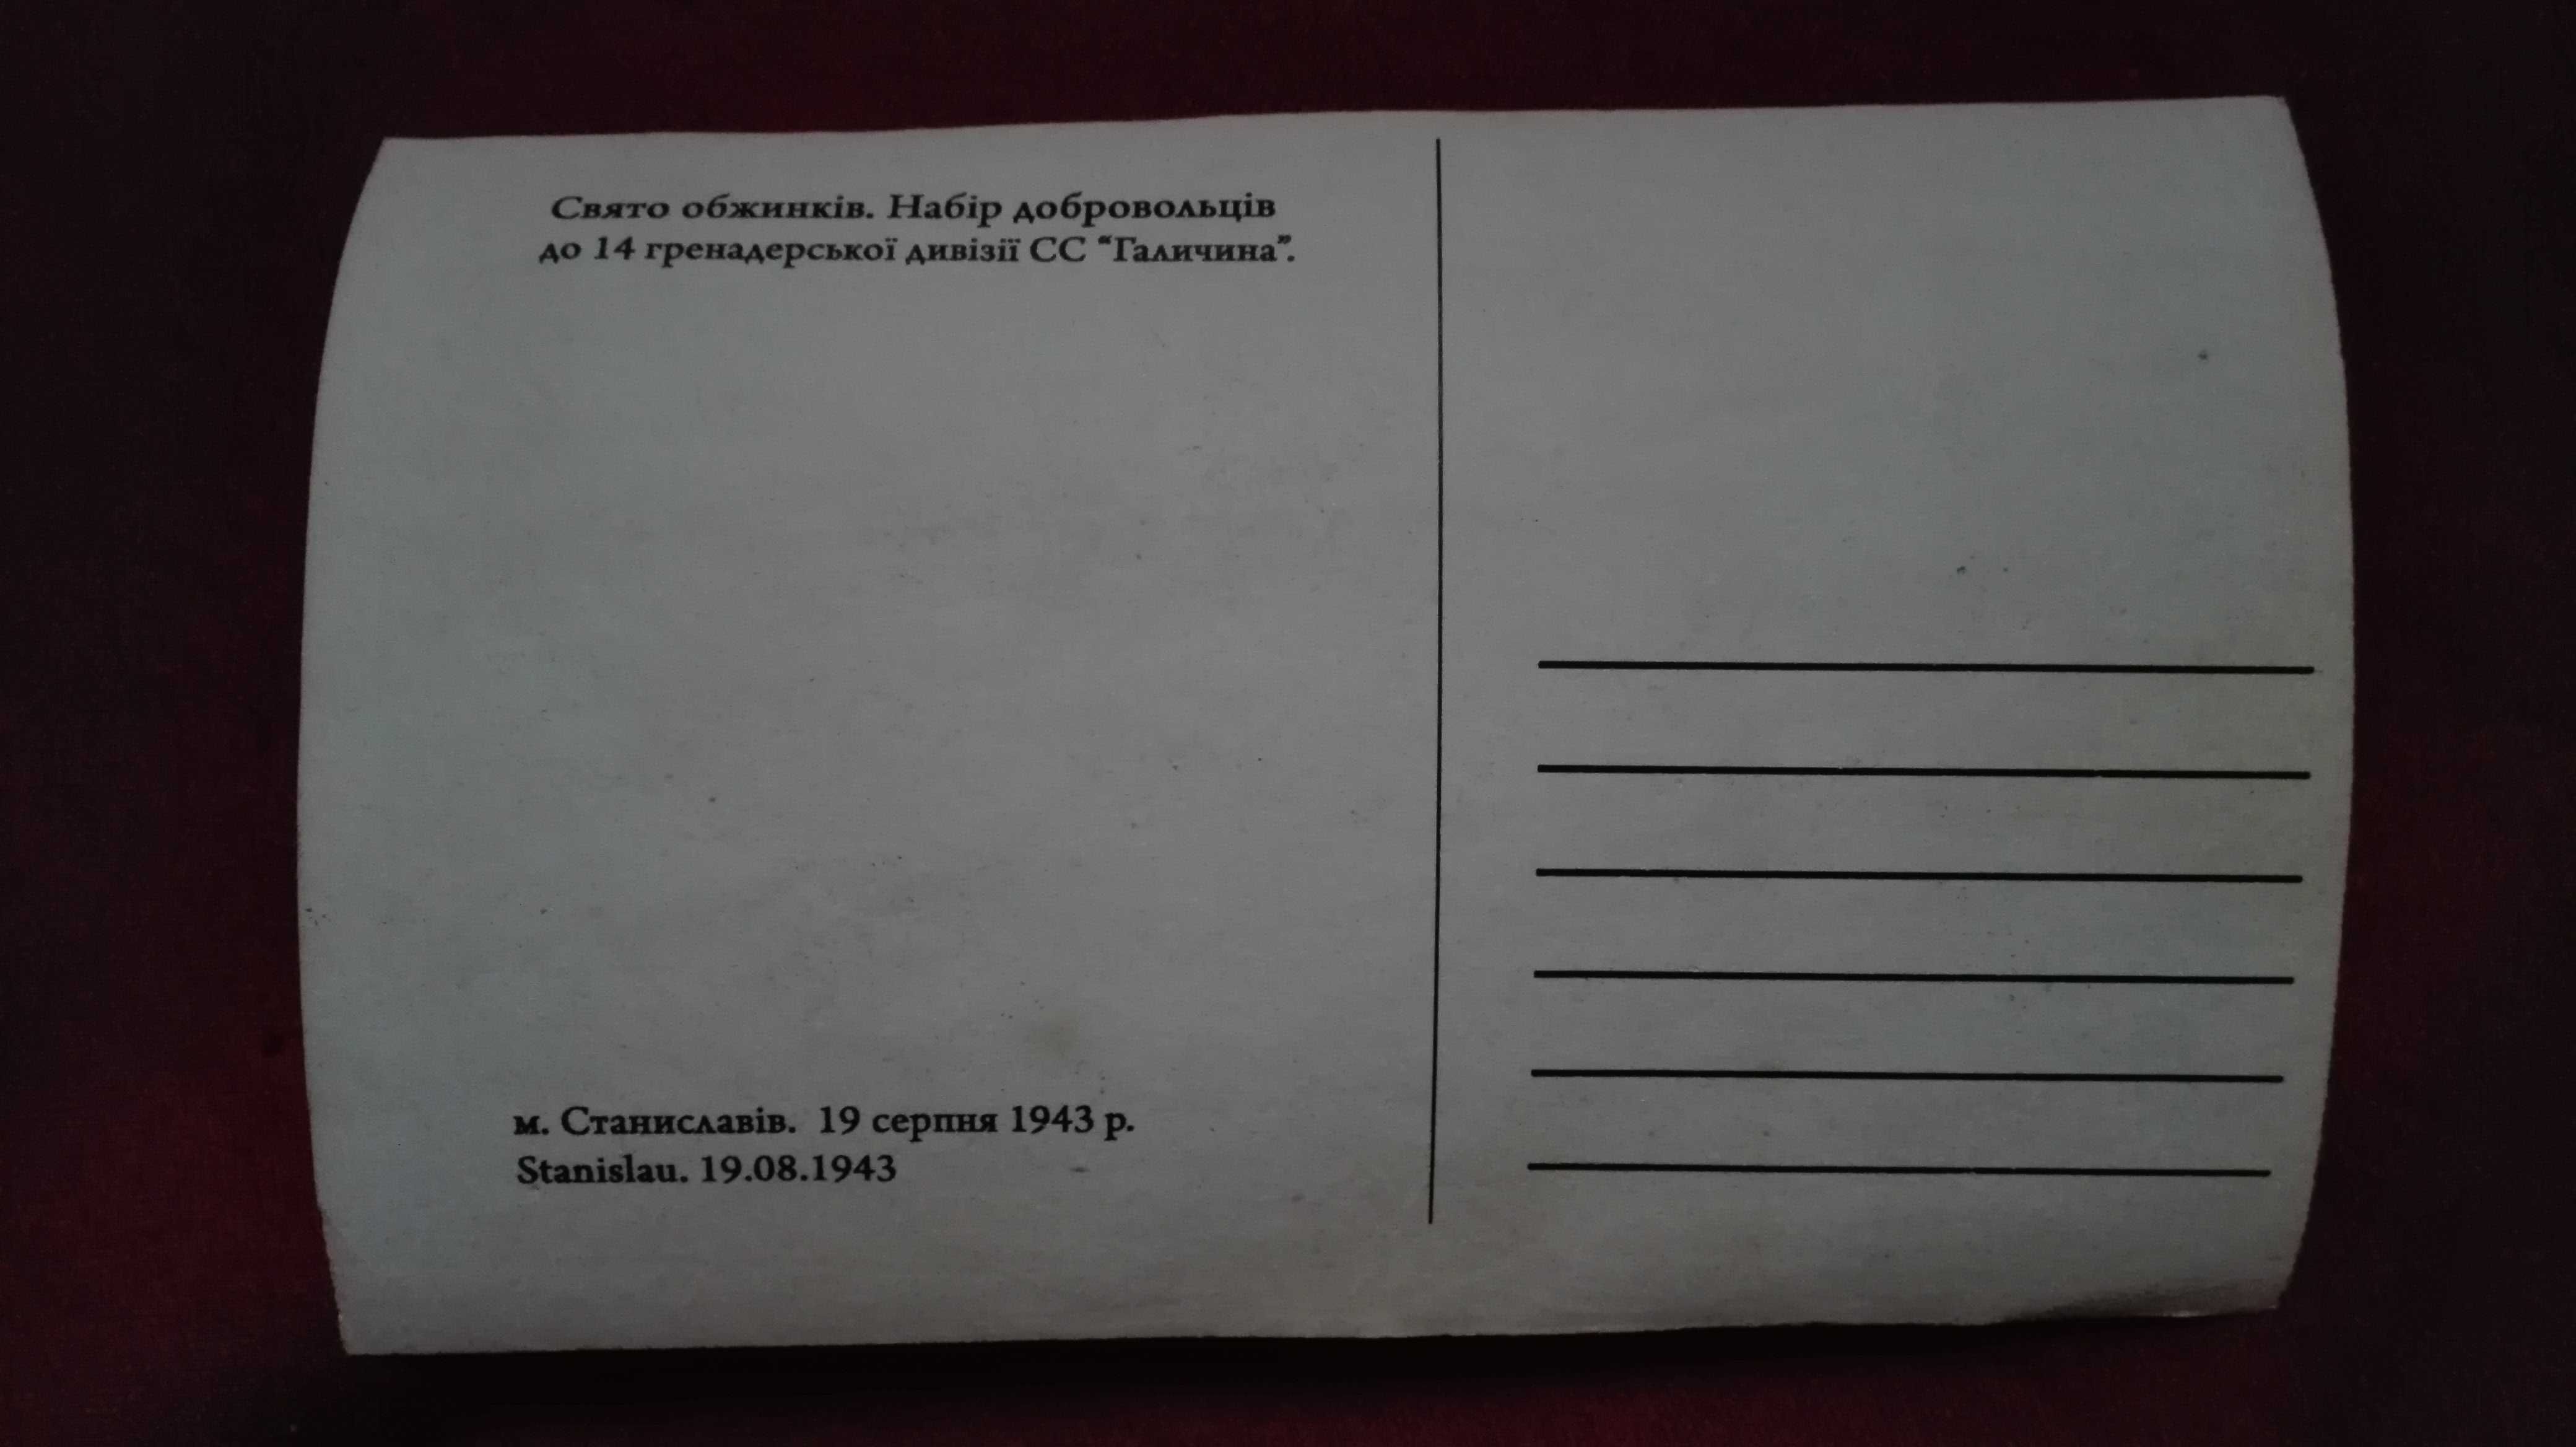 Свято обжинків. Набір добровольців
до 14 гренадерської дивізії СС “Галичина”.
м. Станиславів. 19 серпня 1943 р.
Stanislau. 19.08.1943